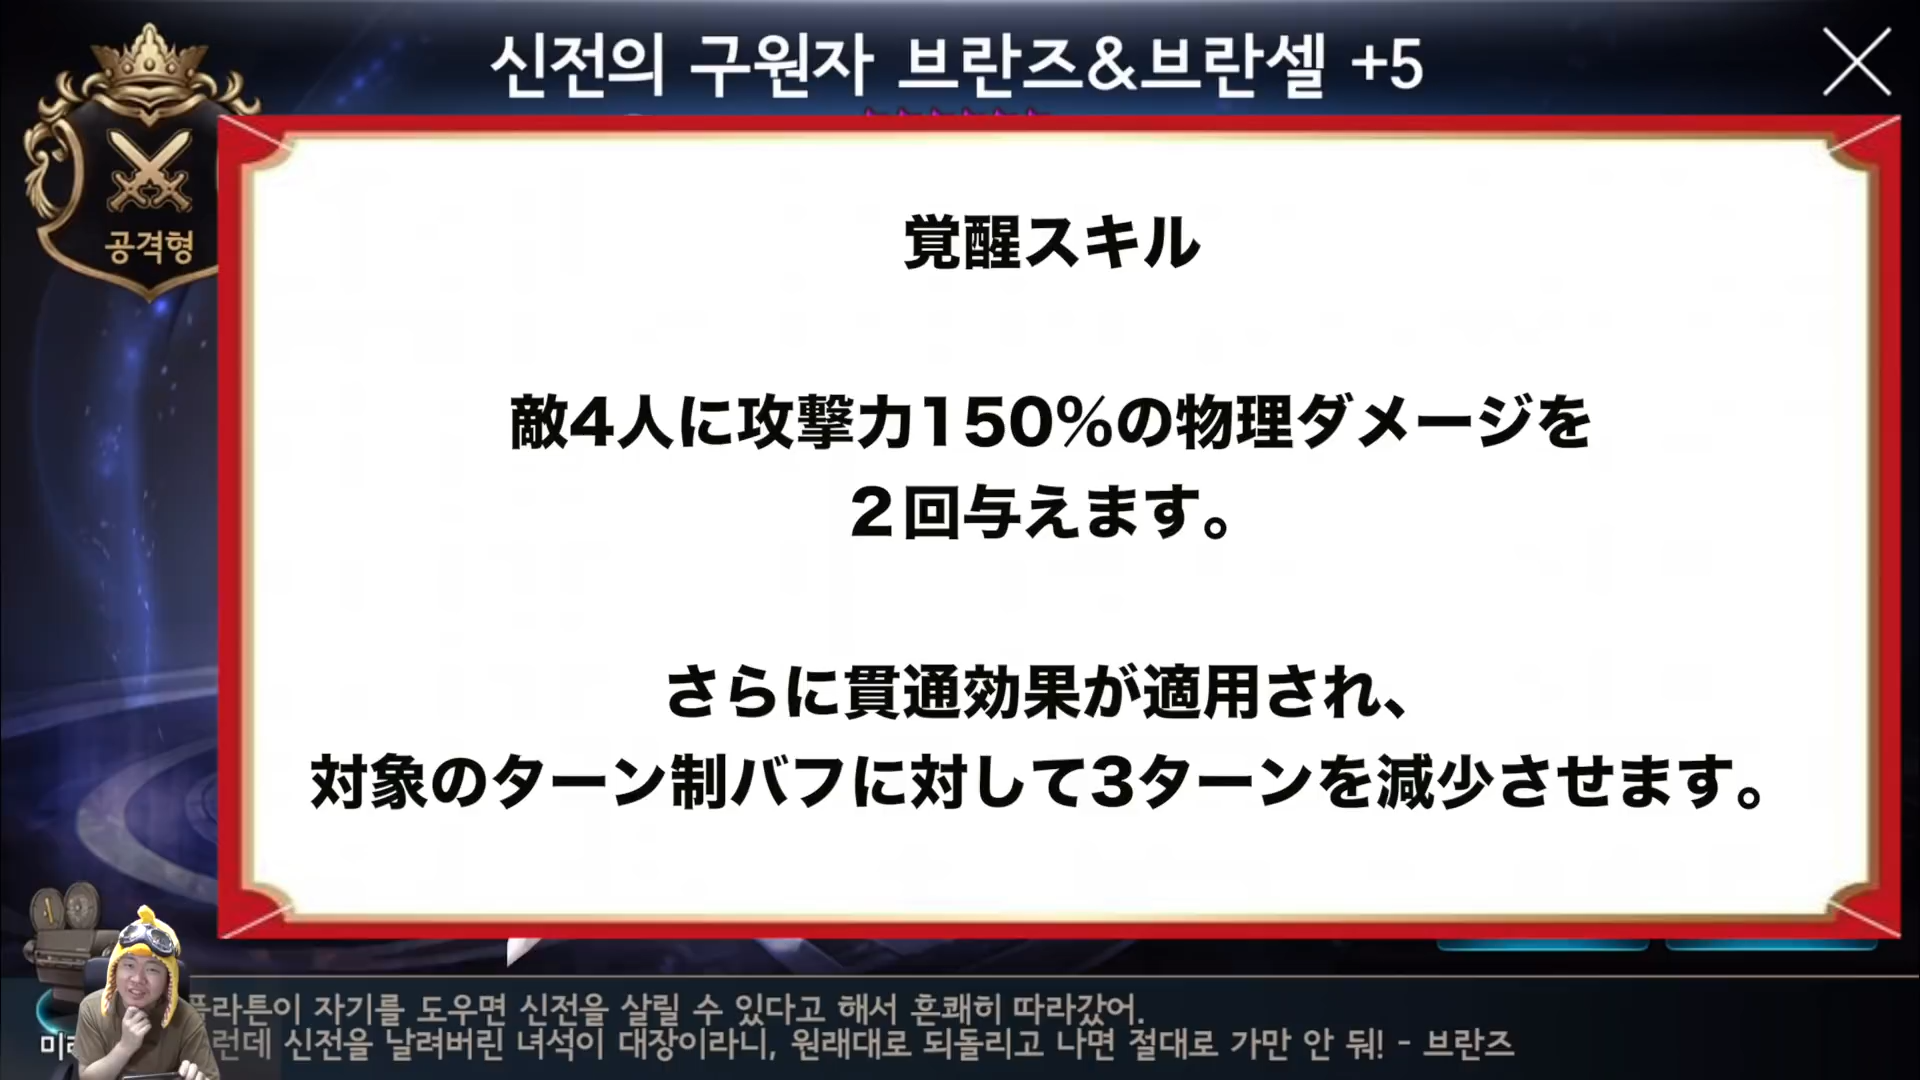 신전의 구원자 브란즈&브란셀 +5
공격형
覚醒スキル
敵4人に攻撃力150%の物理ダメージを
2回与えます。
さらに貫通効果が適用され、
対象のターン制バフに対して3ターンを減少させます。
플라튼이 자기를 도우면 신전을 살릴 수 있다고 해서 흔쾌히 따라갔어.
런데 신전을 날려버린 녀석이 대장이라니, 원래대로 되돌리고 나면 절대로 가만 안 둬! - 브란즈